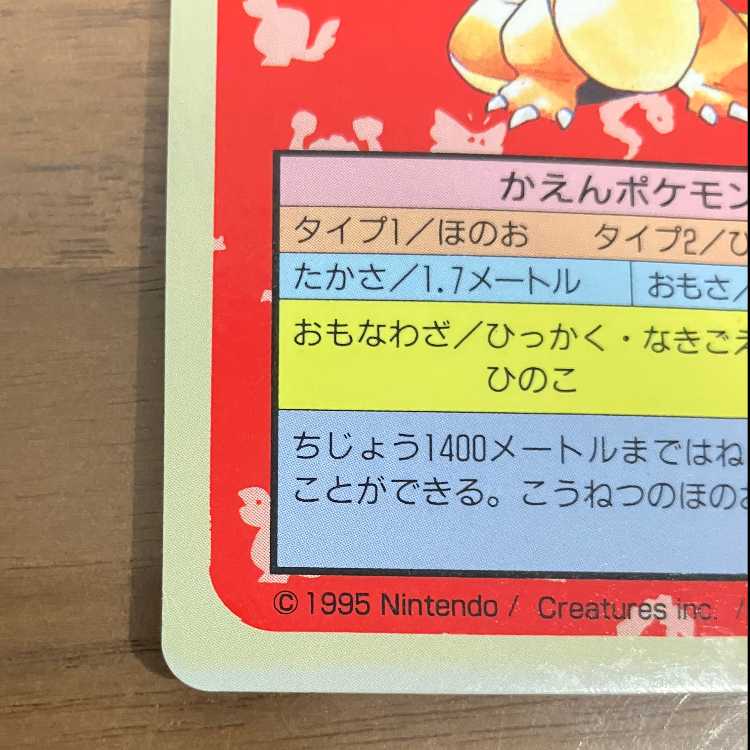 かえんポケモン
タイプ1/ほのお　タイプ2/ひ
たかさ/1.7メートル　おもさ/
おもなわざ/ひっかく・なきごえ
ひのこ
ちじょう1400メートルまではね
ことができる。こうねつのほのお
© 1995 Nintendo / Creatures inc. /